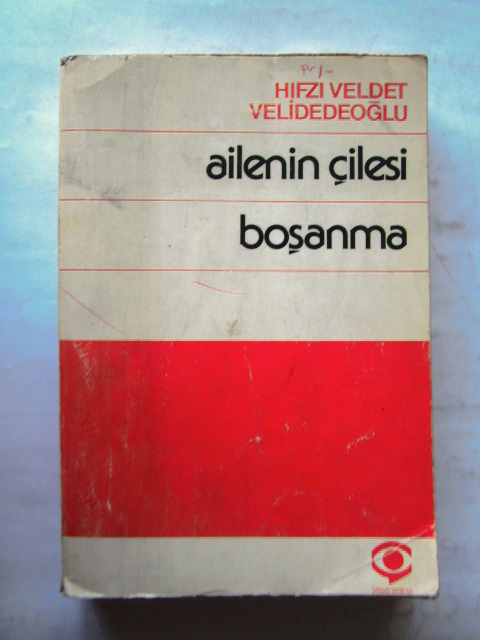 HIFZI VELDET
VELİDEDEOĞLU
ailenin çilesi
boşanma